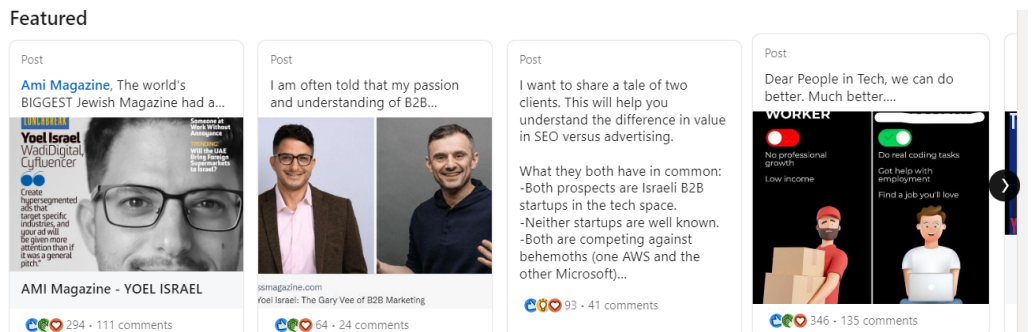 Featured
Post
Ami Magazine, The world's
BIGGEST Jewish Magazine had a...
LUNCHBREAK
Yoel Israel
WadiDigital,
Cyfluencer
Create
hypersegmented
ads that
target specific
industries, and
your ad will
be given more
attention than if
it was a general
pitch."
Someone at
Work Without
Annoyance
TRENDING:
Will the UAE
Bring Foreign
Supermarkets
to Israel?
AMI Magazine - YOEL ISRAEL
294 · 111 comments
Post
I am often told that my passion
and understanding of B2B...
ssmagazine.com
Yoel Israel: The Gary Vee of B2B Marketing
64 · 24 comments
Post
I want to share a tale of two
clients. This will help you
understand the difference in value
in SEO versus advertising.
What they both have in common:
-Both prospects are Israeli B2B
startups in the tech space.
-Neither startups are well known.
-Both are competing against
behemoths (one AWS and the
other Microsoft)...
93 · 41 comments
Post
Dear People in Tech, we can do
better. Much better....
WORKER
No professional
growth
Low income
Do real coding tasks
Got help with
employment
Find a job you'll love
346 · 135 comments